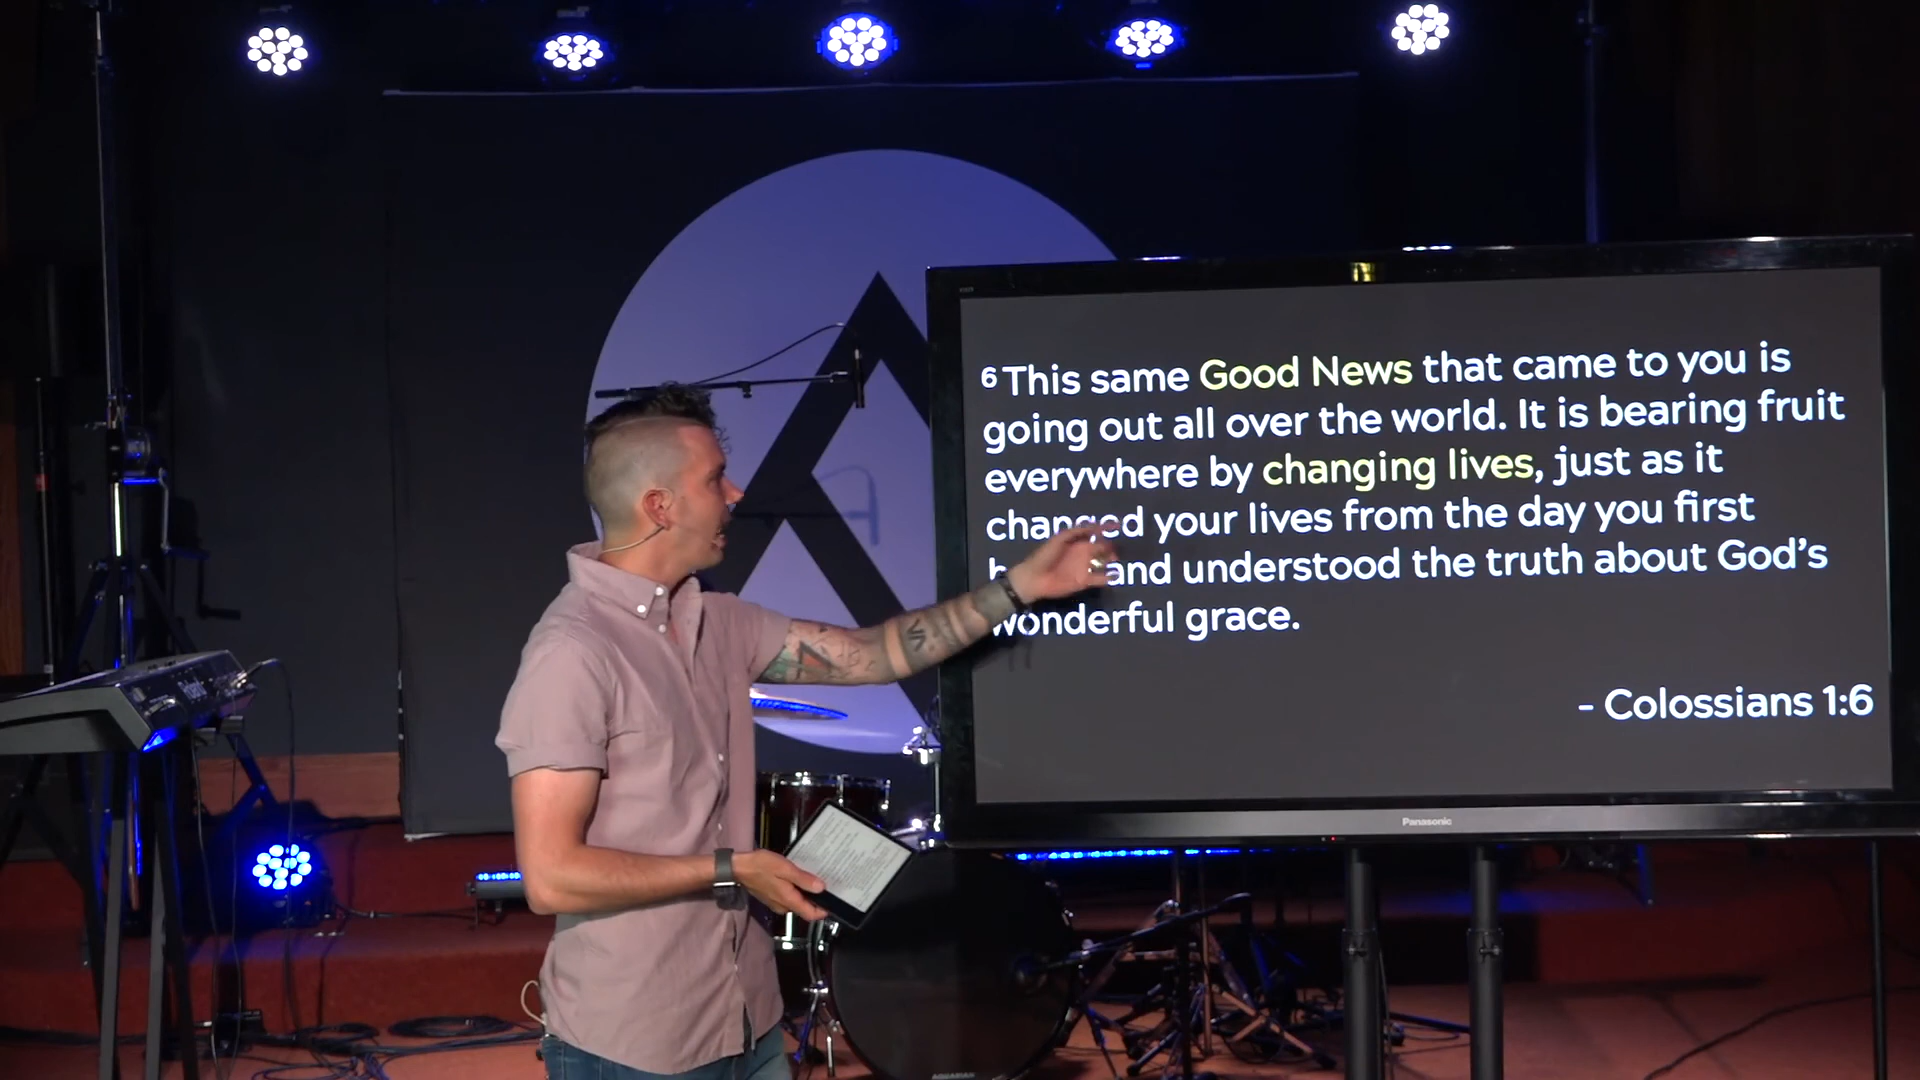 6 This same Good News that came to you is
going out all over the world. It is bearing fruit
everywhere by changing lives, just as it
changed your lives from the day you first
and understood the truth about God's
wonderful grace.
- Colossians 1:6
Panasonic
AQUARIAN